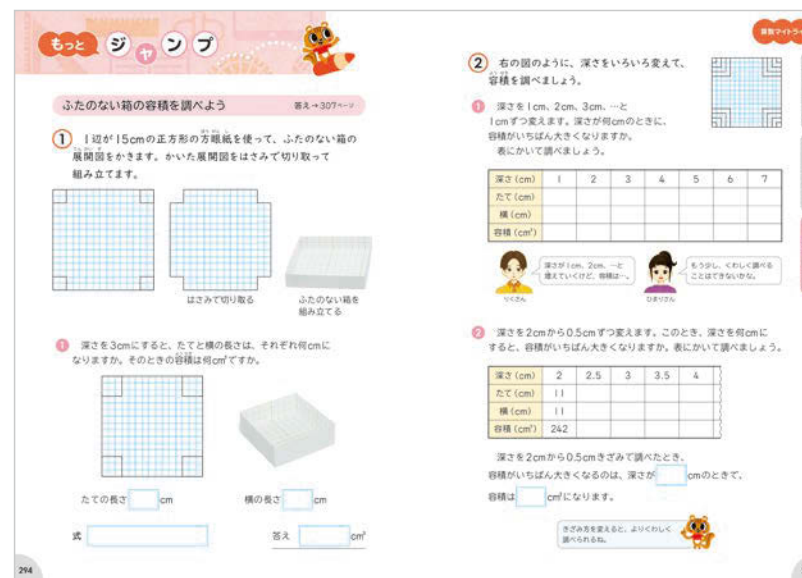 もっと ジャンプ
ふたのない箱の容積を調べよう
答え→307ページ
① 1辺が15cmの正方形の方眼紙を使って、ふたのない箱の
展開図をかきます。かいた展開図をはさみで切り取って
組み立てます。
はさみで切り取る
ふたのない箱を
組み立てる
1 深さを3cmにすると、たてと横の長さは、それぞれ何cmに
なりますか。そのときの容積は何cm³ですか。
たての長さ cm
横の長さ cm
式
答え cm³
294
② 右の図のように、深さをいろいろ変えて、
容積を調べましょう。
1 深さを1cm、2cm、3cm、…と
1cmずつ変えます。深さが何cmのときに、
容積がいちばん大きくなりますか。
表にかいて調べましょう。
深さ(cm) 1 2 3 4 5 6 7
たて(cm)
横(cm)
容積(cm³)
深さが1cm、2cm、…と
増えていくけど、容積は…。
りくさん
もう少し、くわしく調べる
ことはできないかな。
ひまりさん
2 深さを2cmから0.5cmずつ変えます。このとき、深さを何cmに
すると、容積がいちばん大きくなりますか。表にかいて調べましょう。
深さ(cm) 2 2.5 3 3.5 4
たて(cm) 11
横(cm) 11
容積(cm³) 242
深さを2cmから0.5cmきざみで調べたとき、
容積がいちばん大きくなるのは、深さが cmのときで、
容積は cm³になります。
きざみ方を変えると、よりくわしく
調べられるね。